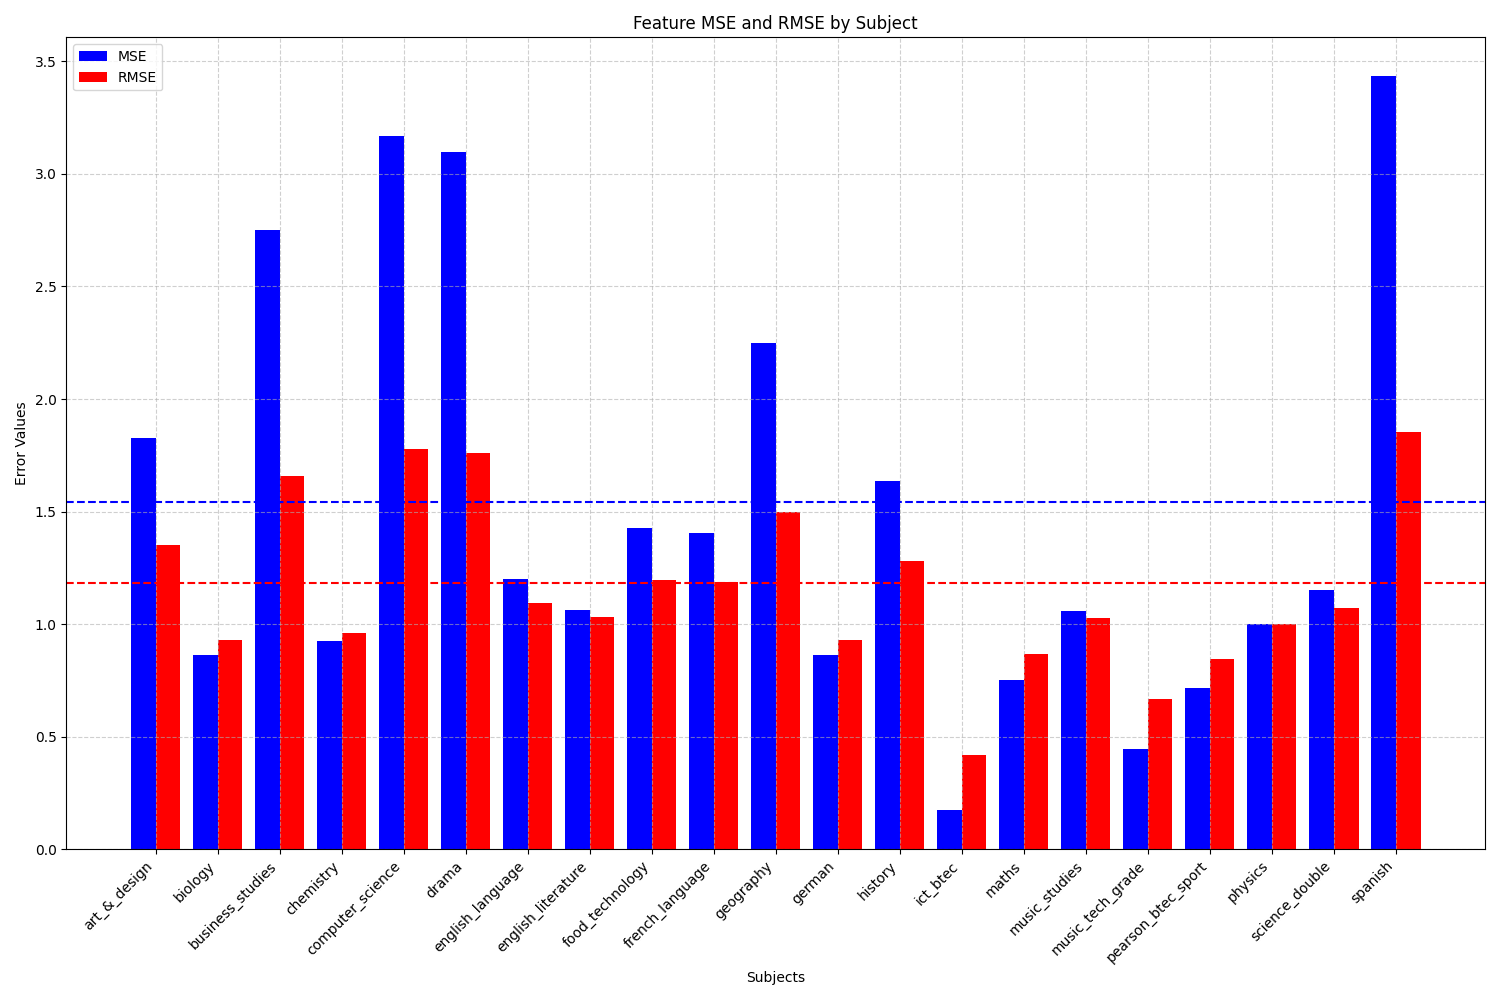 Feature MSE and RMSE by Subject
MSE
RMSE
Error Values
3.5
3.0
2.5
2.0
1.5
1.0
0.5
0.0
art_&_design
biology
business_studies
chemistry
computer_science
drama
english_language
english_literature
food_technology
french_language
geography
german
history
ict_btec
maths
music_studies
music_tech_grade
pearson_btec_sport
physics
science_double
spanish
Subjects